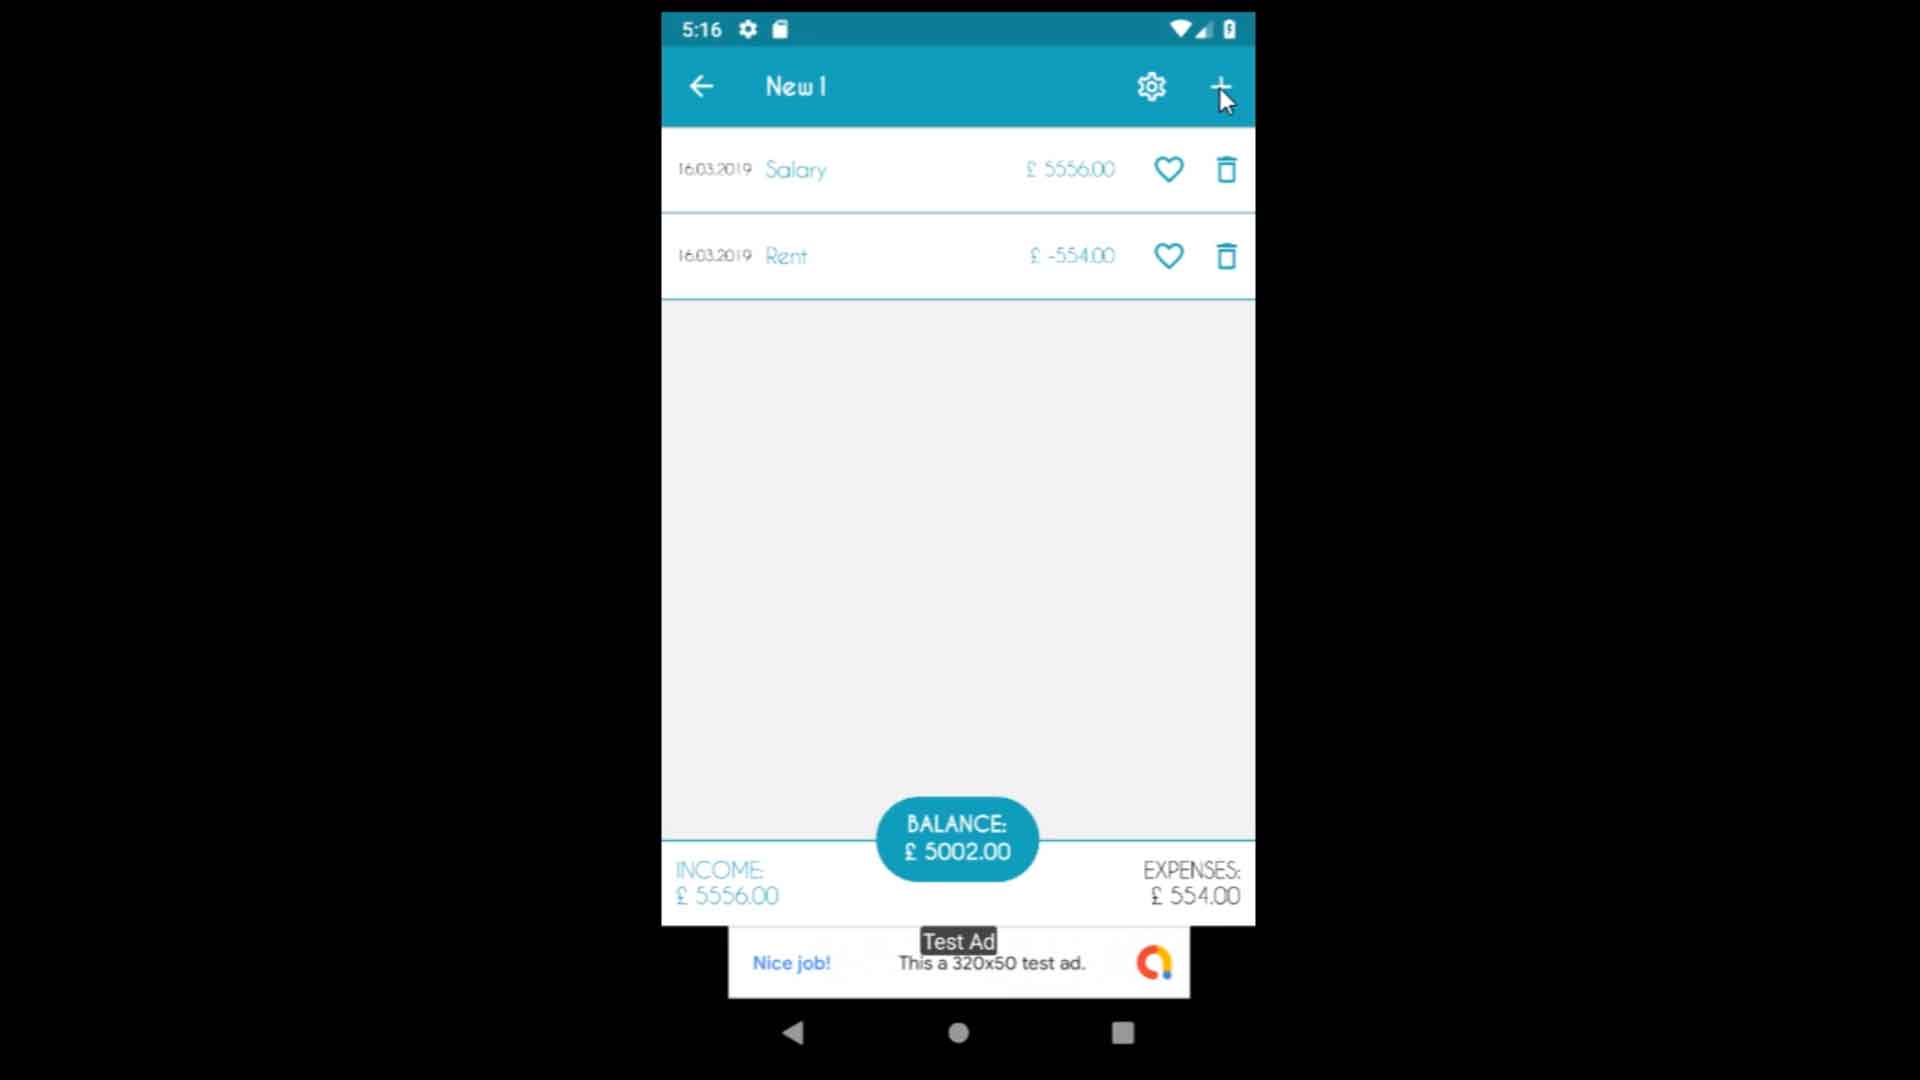 5:16
New 1
16.03.2019 Salary £ 5556.00
16.03.2019 Rent £ -554.00
BALANCE:
£ 5002.00
INCOME:
£ 5556.00
EXPENSES:
£ 554.00
Test Ad
Nice job! This a 320x50 test ad.